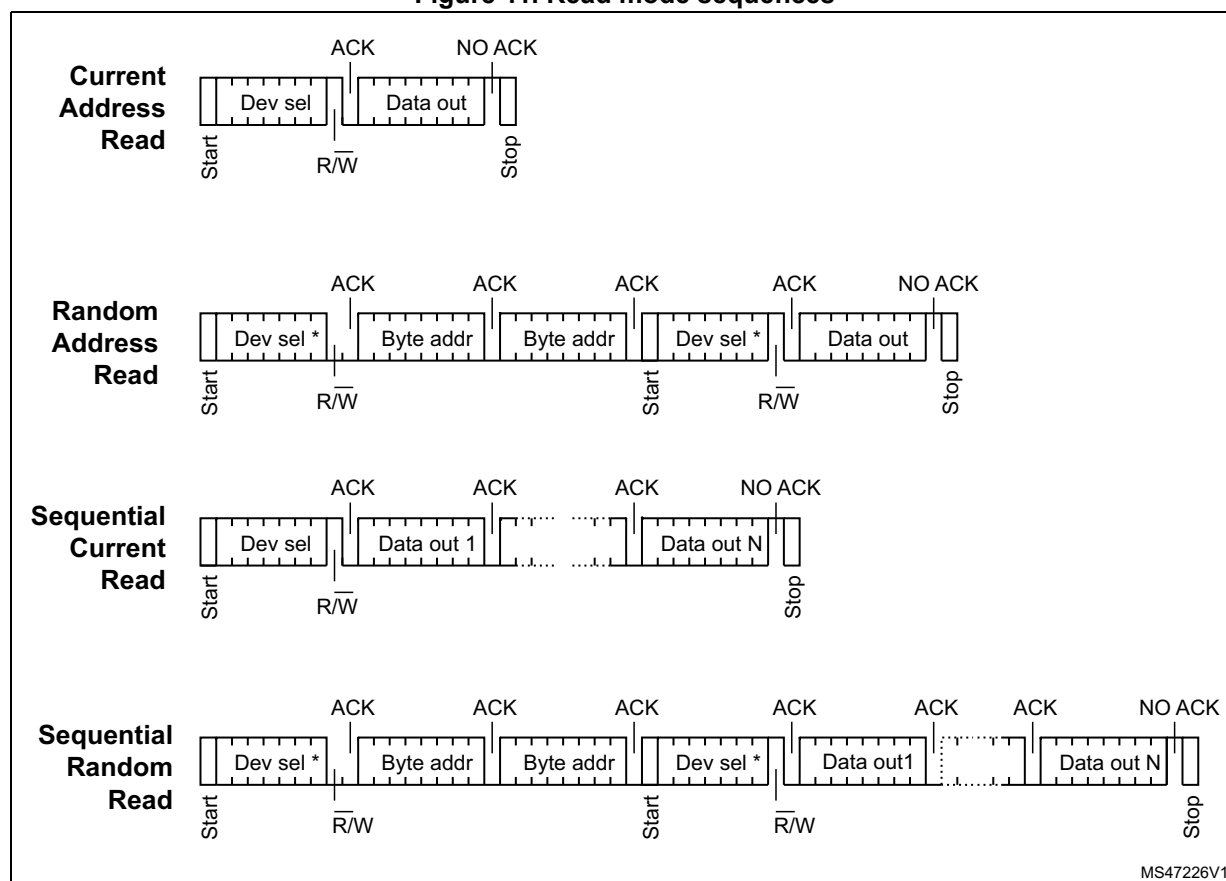 Figure 11. Read mode sequences
ACK NO ACK
Current
Address
Read
Dev sel Data out
Start R/W̅ Stop
ACK ACK ACK ACK NO ACK
Random
Address
Read
Dev sel * Byte addr Byte addr Dev sel * Data out
Start R/W̅ Start R/W̅ Stop
ACK ACK ACK NO ACK
Sequential
Current
Read
Dev sel Data out 1 Data out N
Start R/W̅ Stop
ACK ACK ACK ACK ACK ACK NO ACK
Sequential
Random
Read
Dev sel * Byte addr Byte addr Dev sel * Data out1 Data out N
Start R̅/W Start R̅/W Stop
MS47226V1